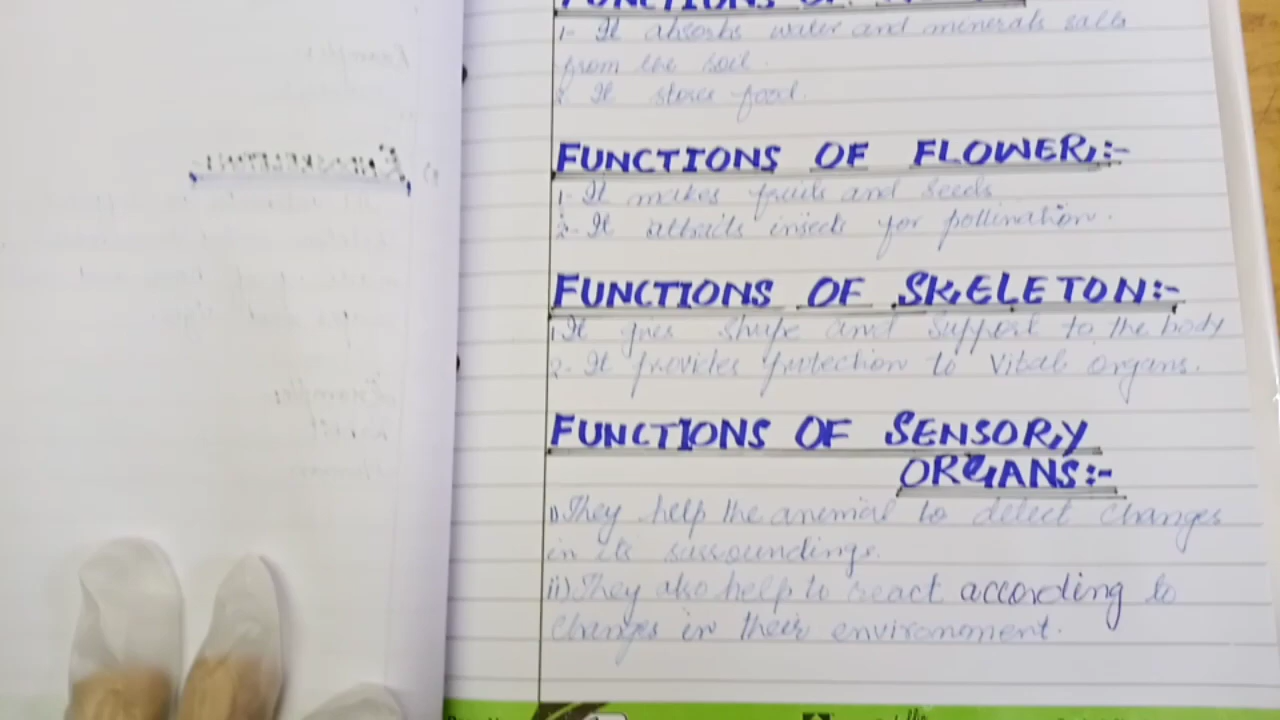 FUNCTIONS OF
1- It absorbs water and minerals salts
from the soil.
2. It stores food.
FUNCTIONS OF FLOWER:-
1- It makes fruits and seeds
2- It attracts insects for pollination.
FUNCTIONS OF SKELETON:-
1. It gives shape and support to the body
2- It provides protection to vital organs.
FUNCTIONS OF SENSORY
ORGANS:-
i) They help the animal to detect changes
in its surroundings.
ii) They also help to react according to
changes in their environmoment.